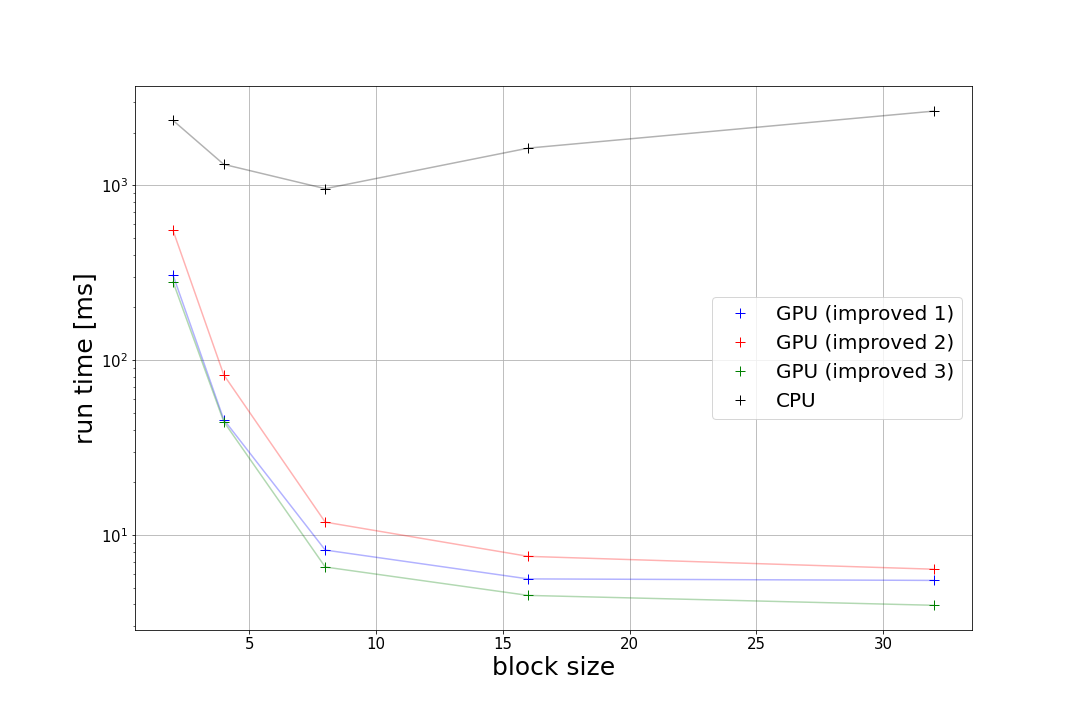 10³
10²
10¹
run time [ms]
GPU (improved 1)
GPU (improved 2)
GPU (improved 3)
CPU
5 10 15 20 25 30
block size